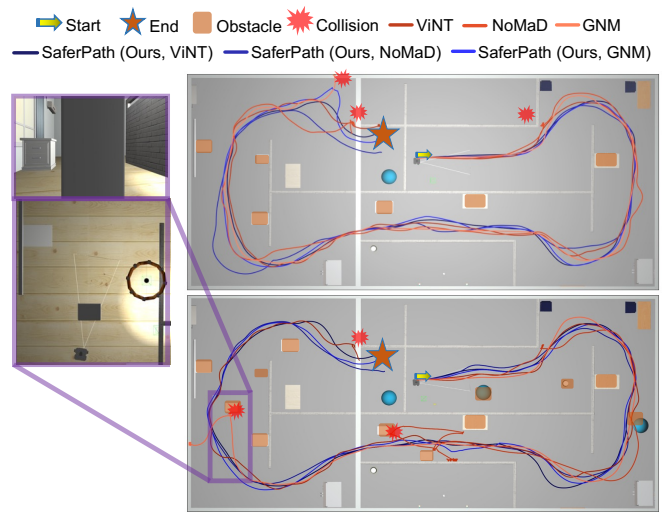 Start End Obstacle Collision ViNT NoMaD GNM
SaferPath (Ours, ViNT) SaferPath (Ours, NoMaD) SaferPath (Ours, GNM)